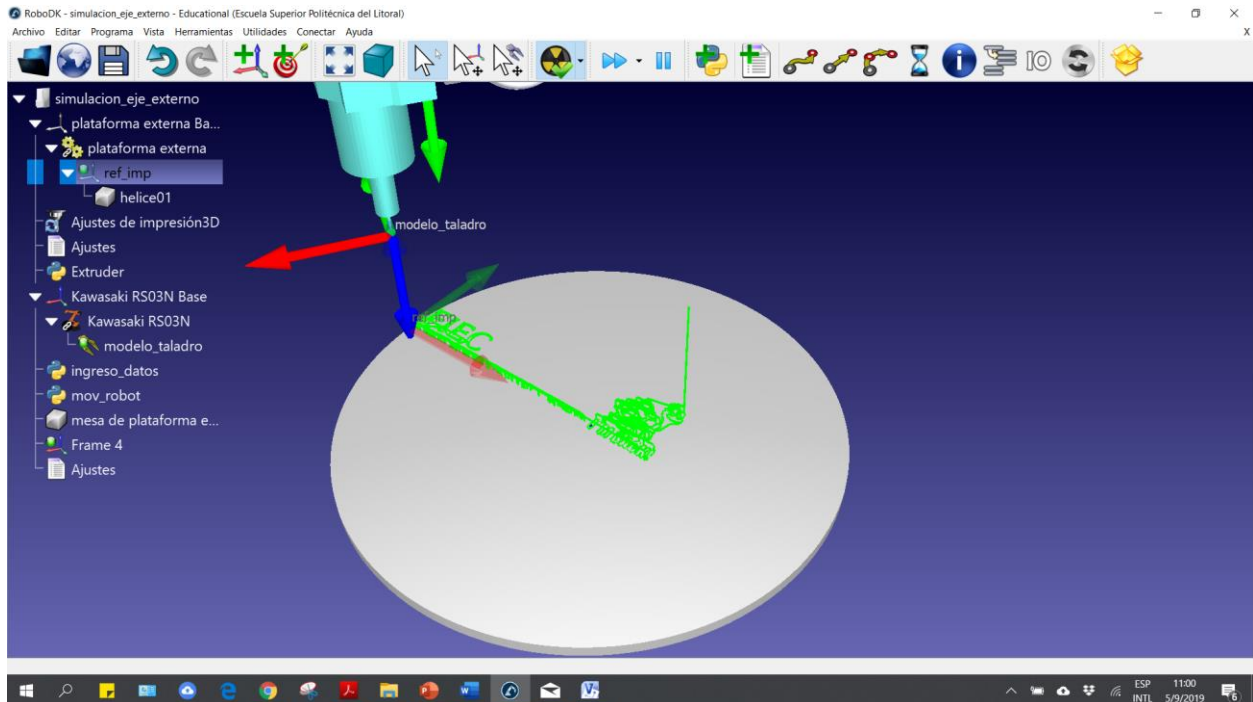 RoboDK - simulacion_eje_externo - Educational (Escuela Superior Politécnica del Litoral)
Archivo Editar Programa Vista Herramientas Utilidades Conectar Ayuda
simulacion_eje_externo
plataforma externa Ba...
plataforma externa
ref_imp
helice01
Ajustes de impresión3D
Ajustes
Extruder
Kawasaki RS03N Base
Kawasaki RS03N
modelo_taladro
ingreso_datos
mov_robot
mesa de plataforma e...
Frame 4
Ajustes
modelo_taladro
ref_imp
ESP 11:00
INTL 5/9/2019